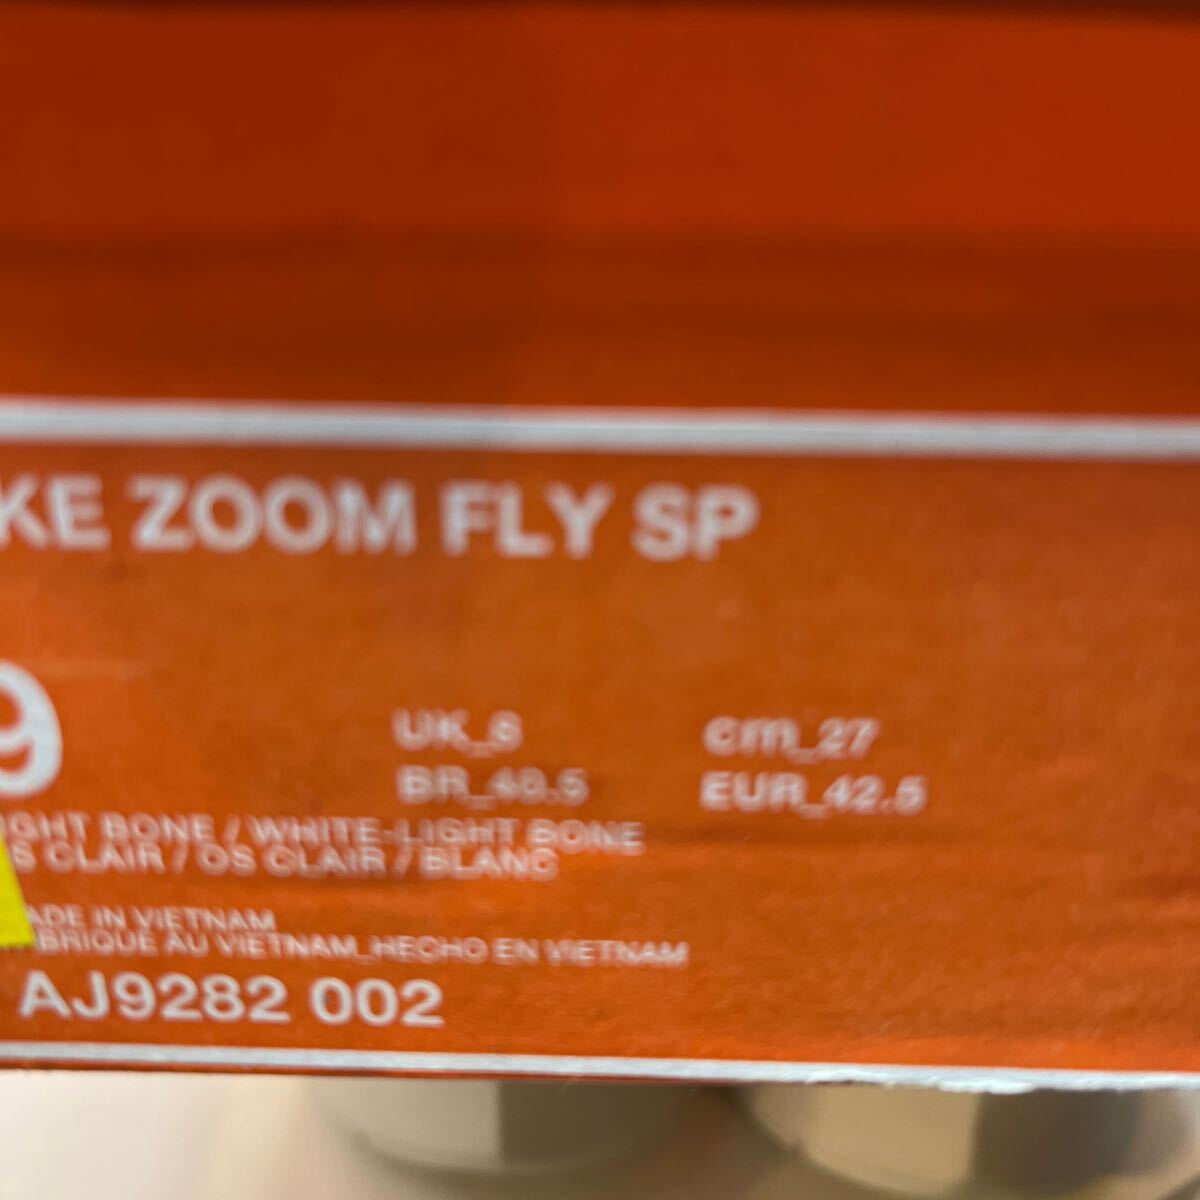 KE ZOOM FLY SP
9
UK_8 cm_27
BR_40.5 EUR_42.5
GHT BONE / WHITE-LIGHT BONE
S CLAIR / OS CLAIR / BLANC
ADE IN VIETNAM
BRIQUÉ AU VIETNAM_HECHO EN VIETNAM
AJ9282 002